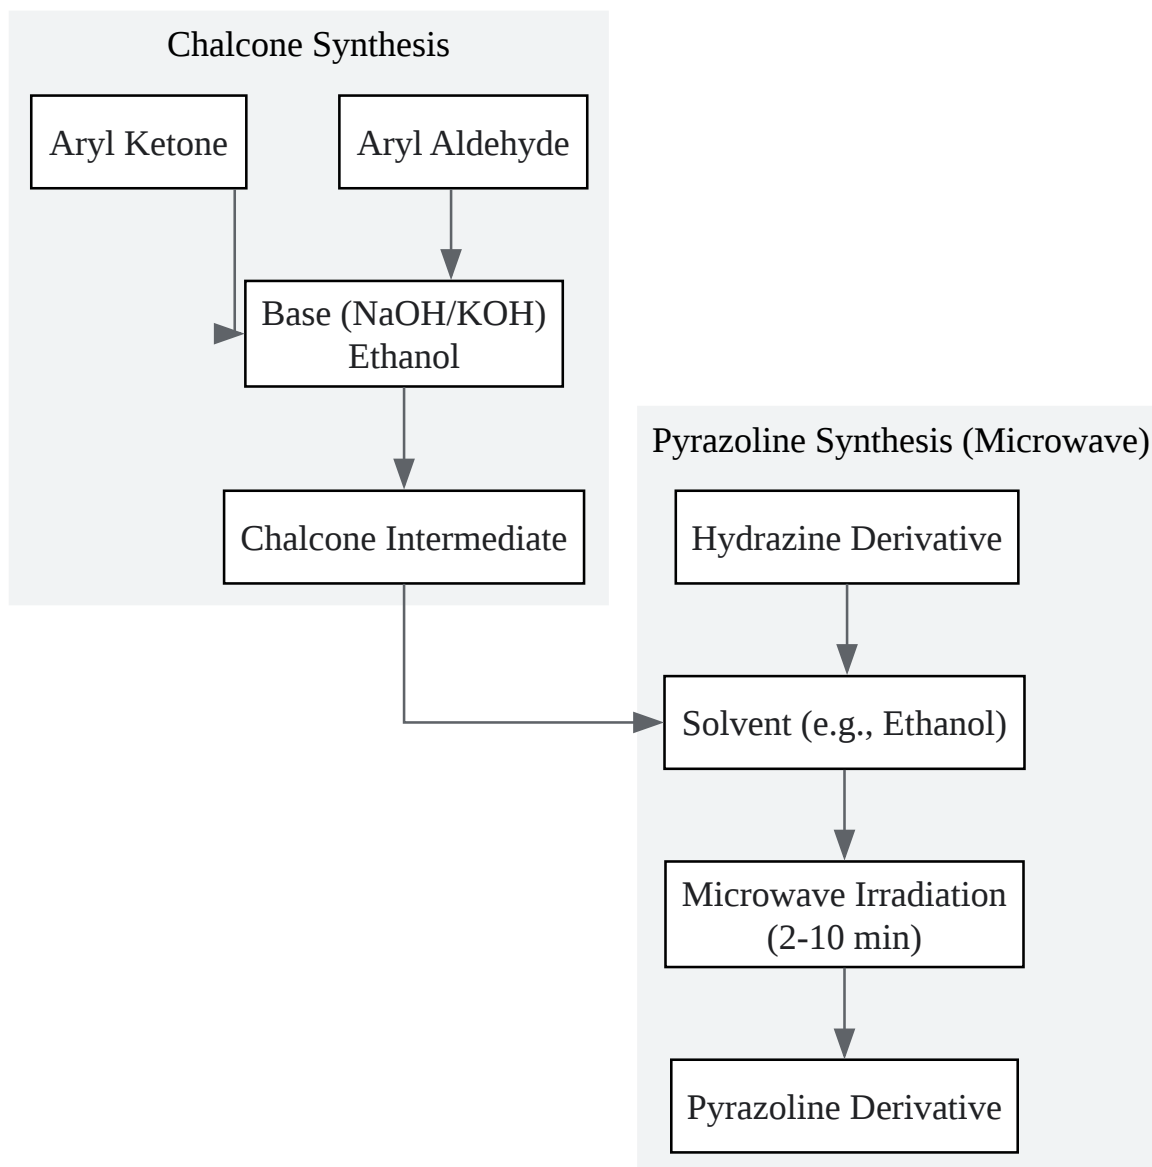 Chalcone Synthesis
Aryl Ketone
Aryl Aldehyde
Base (NaOH/KOH)
Ethanol
Chalcone Intermediate
Pyrazoline Synthesis (Microwave)
Hydrazine Derivative
Solvent (e.g., Ethanol)
Microwave Irradiation
(2-10 min)
Pyrazoline Derivative